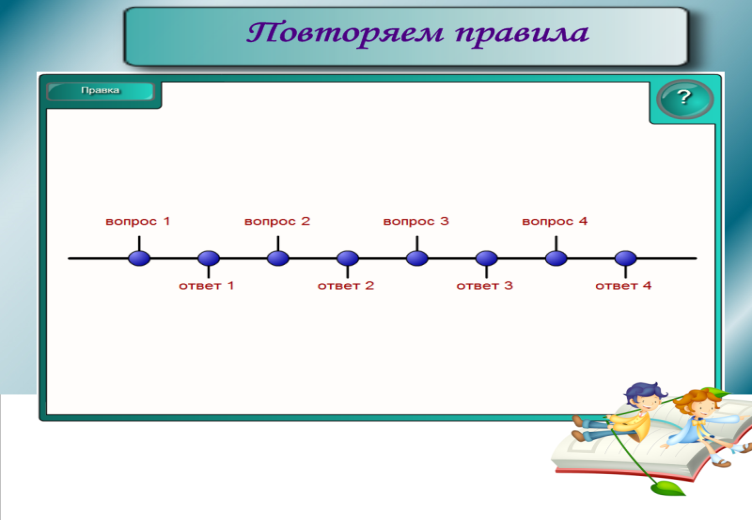 Повторяем правила
Правка
?
вопрос 1 вопрос 2 вопрос 3 вопрос 4
ответ 1 ответ 2 ответ 3 ответ 4